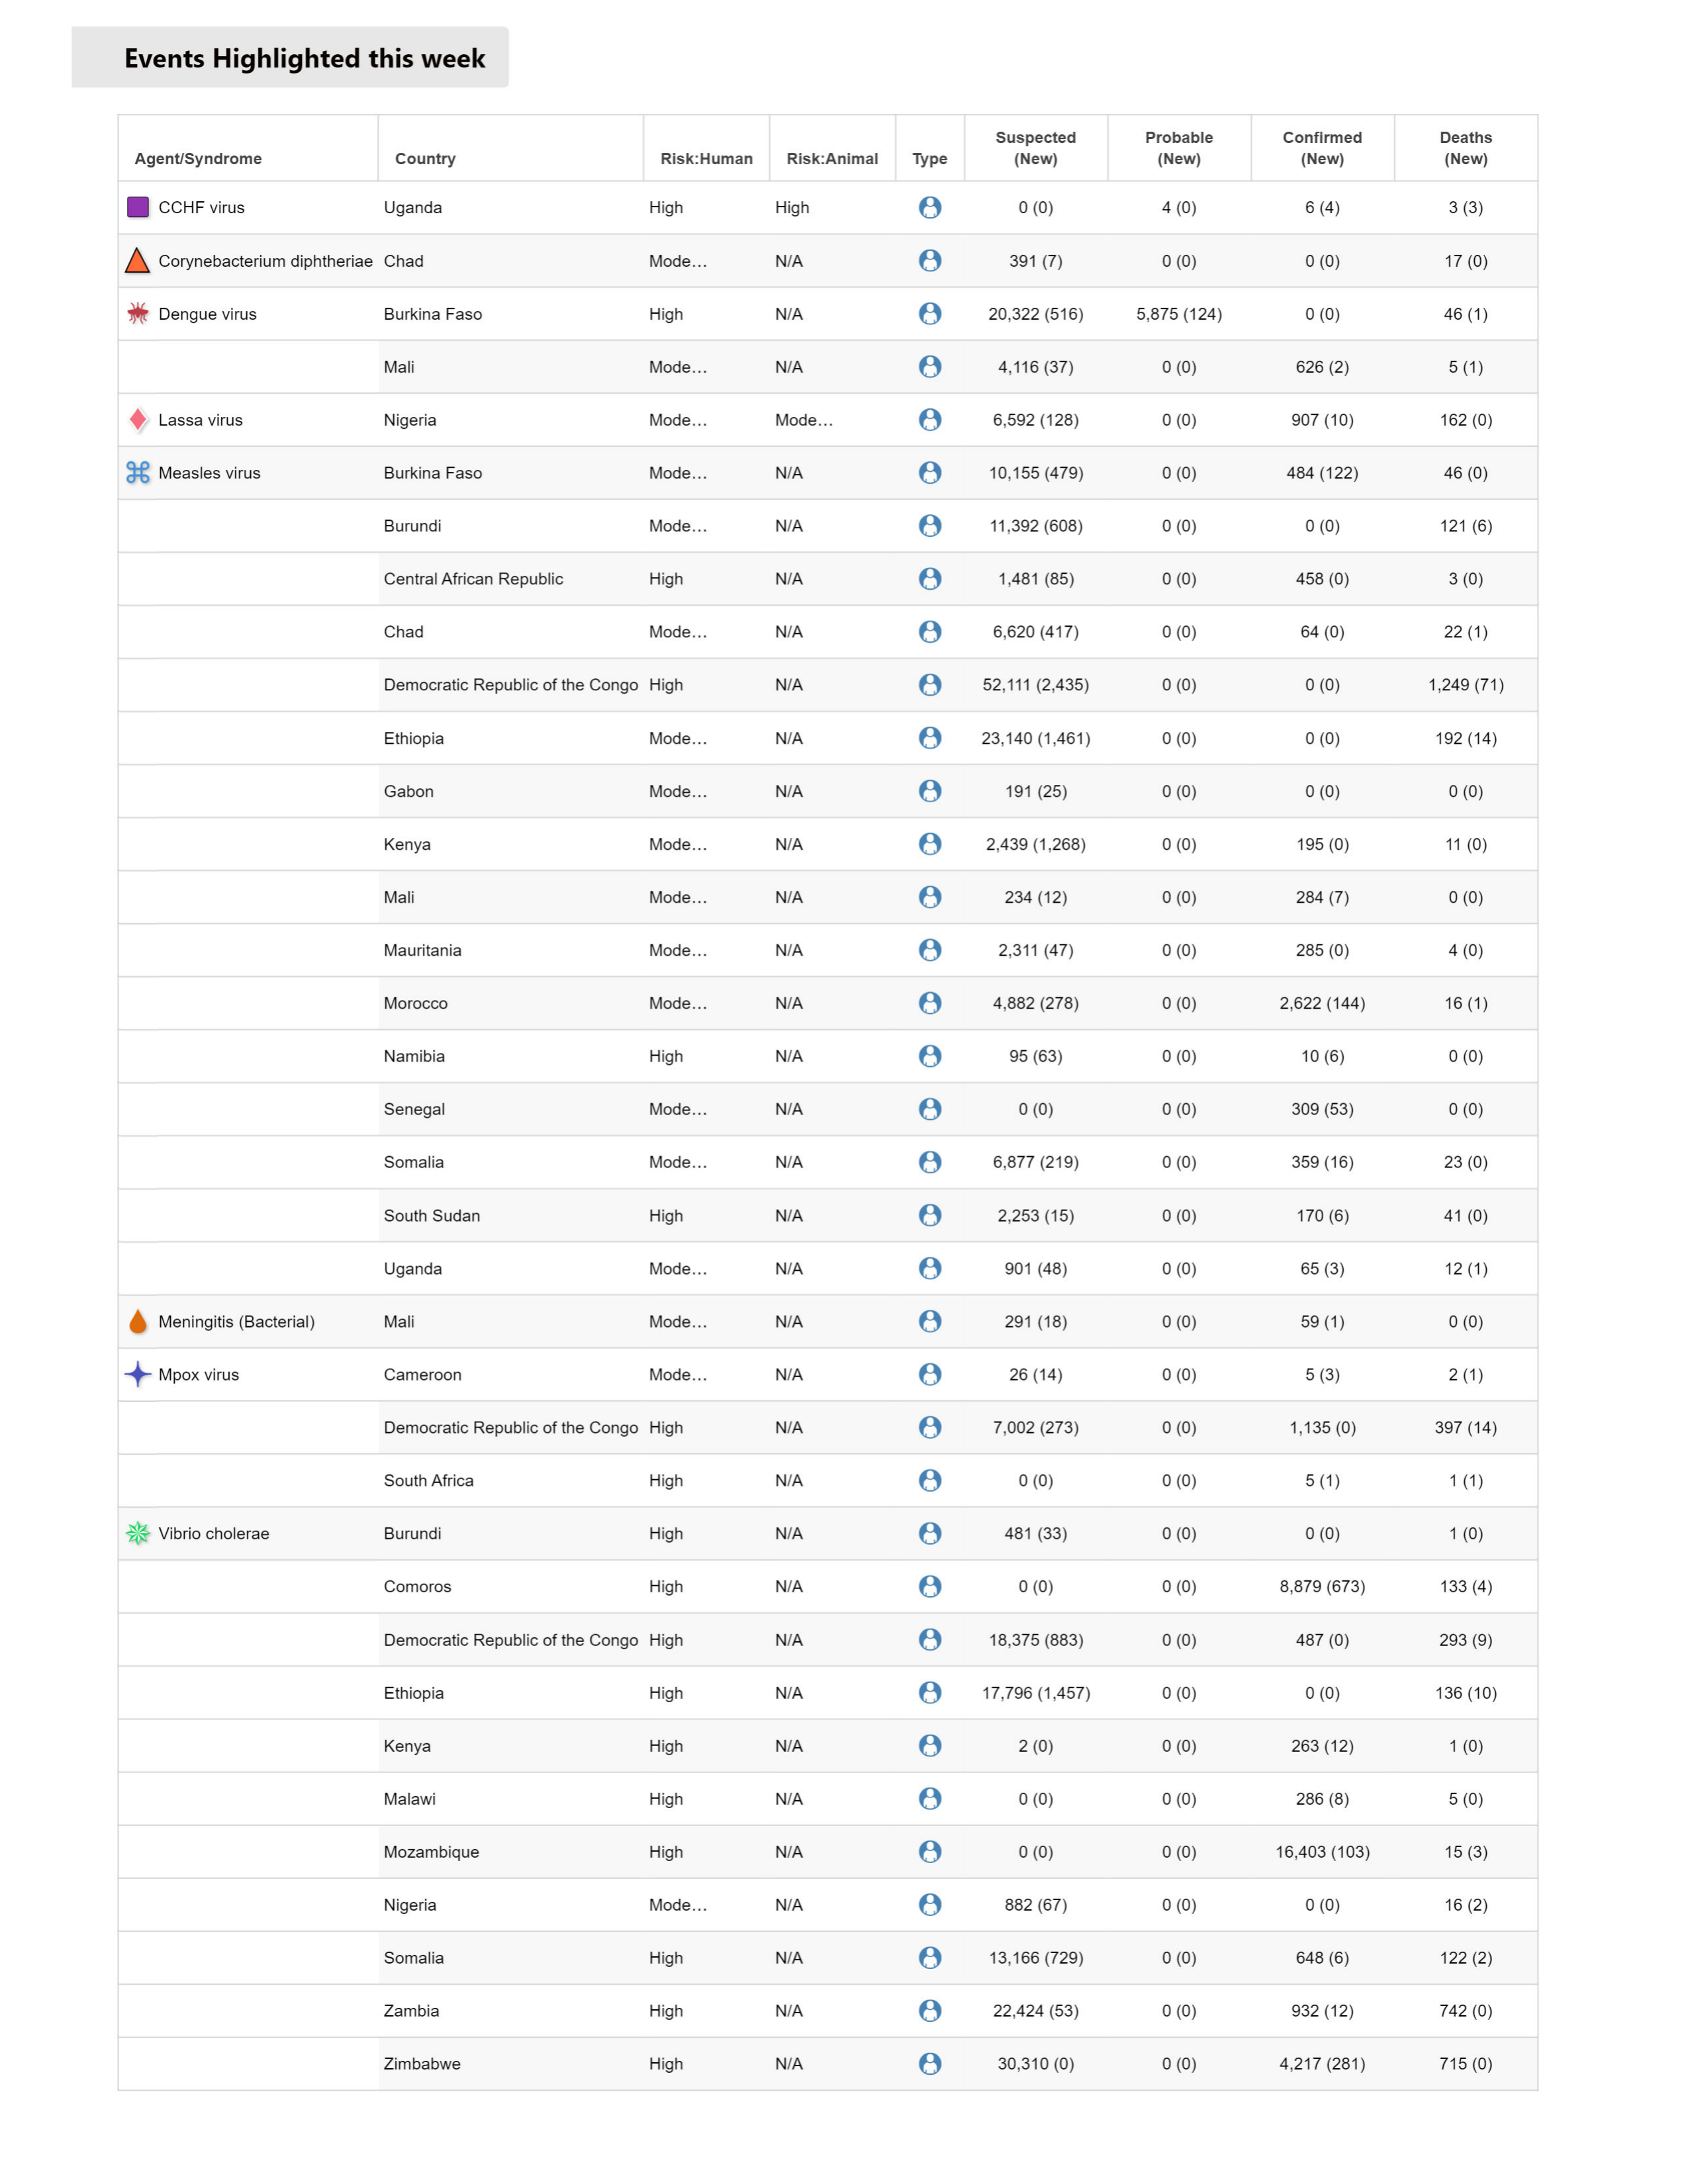 Events Highlighted this week
Agent/Syndrome Country Risk:Human Risk:Animal Type Suspected (New) Probable (New) Confirmed (New) Deaths (New)
CCHF virus Uganda High High 0 (0) 4 (0) 6 (4) 3 (3)
Corynebacterium diphtheriae Chad Mode... N/A 391 (7) 0 (0) 0 (0) 17 (0)
Dengue virus Burkina Faso High N/A 20,322 (516) 5,875 (124) 0 (0) 46 (1)
Mali Mode... N/A 4,116 (37) 0 (0) 626 (2) 5 (1)
Lassa virus Nigeria Mode... Mode... 6,592 (128) 0 (0) 907 (10) 162 (0)
Measles virus Burkina Faso Mode... N/A 10,155 (479) 0 (0) 484 (122) 46 (0)
Burundi Mode... N/A 11,392 (608) 0 (0) 0 (0) 121 (6)
Central African Republic High N/A 1,481 (85) 0 (0) 458 (0) 3 (0)
Chad Mode... N/A 6,620 (417) 0 (0) 64 (0) 22 (1)
Democratic Republic of the Congo High N/A 52,111 (2,435) 0 (0) 0 (0) 1,249 (71)
Ethiopia Mode... N/A 23,140 (1,461) 0 (0) 0 (0) 192 (14)
Gabon Mode... N/A 191 (25) 0 (0) 0 (0) 0 (0)
Kenya Mode... N/A 2,439 (1,268) 0 (0) 195 (0) 11 (0)
Mali Mode... N/A 234 (12) 0 (0) 284 (7) 0 (0)
Mauritania Mode... N/A 2,311 (47) 0 (0) 285 (0) 4 (0)
Morocco Mode... N/A 4,882 (278) 0 (0) 2,622 (144) 16 (1)
Namibia High N/A 95 (63) 0 (0) 10 (6) 0 (0)
Senegal Mode... N/A 0 (0) 0 (0) 309 (53) 0 (0)
Somalia Mode... N/A 6,877 (219) 0 (0) 359 (16) 23 (0)
South Sudan High N/A 2,253 (15) 0 (0) 170 (6) 41 (0)
Uganda Mode... N/A 901 (48) 0 (0) 65 (3) 12 (1)
Meningitis (Bacterial) Mali Mode... N/A 291 (18) 0 (0) 59 (1) 0 (0)
Mpox virus Cameroon Mode... N/A 26 (14) 0 (0) 5 (3) 2 (1)
Democratic Republic of the Congo High N/A 7,002 (273) 0 (0) 1,135 (0) 397 (14)
South Africa High N/A 0 (0) 0 (0) 5 (1) 1 (1)
Vibrio cholerae Burundi High N/A 481 (33) 0 (0) 0 (0) 1 (0)
Comoros High N/A 0 (0) 0 (0) 8,879 (673) 133 (4)
Democratic Republic of the Congo High N/A 18,375 (883) 0 (0) 487 (0) 293 (9)
Ethiopia High N/A 17,796 (1,457) 0 (0) 0 (0) 136 (10)
Kenya High N/A 2 (0) 0 (0) 263 (12) 1 (0)
Malawi High N/A 0 (0) 0 (0) 286 (8) 5 (0)
Mozambique High N/A 0 (0) 0 (0) 16,403 (103) 15 (3)
Nigeria Mode... N/A 882 (67) 0 (0) 0 (0) 16 (2)
Somalia High N/A 13,166 (729) 0 (0) 648 (6) 122 (2)
Zambia High N/A 22,424 (53) 0 (0) 932 (12) 742 (0)
Zimbabwe High N/A 30,310 (0) 0 (0) 4,217 (281) 715 (0)